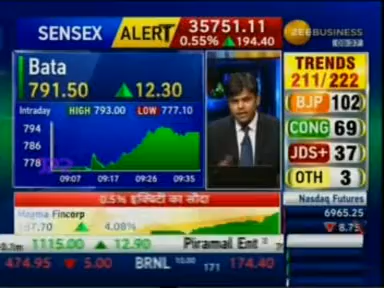 SENSEX ALERT 35751.11
0.55% 194.40
ZEE BUSINESS
09:37
Bata
791.50 12.30
Intraday HIGH 793.00 LOW 777.10
794
786
778
09:07 09:17 09:26 09:35
TRENDS
211/222
BJP 102
CONG 69
JDS+ 37
OTH 3
Nasdaq Futures
6965.25
8.75
0.5% इक्विटी का सौदा
Magma Fincorp
4.08%
1115.00 12.90 Piramal Ent
474.95 5.00 BRNL 171 174.40